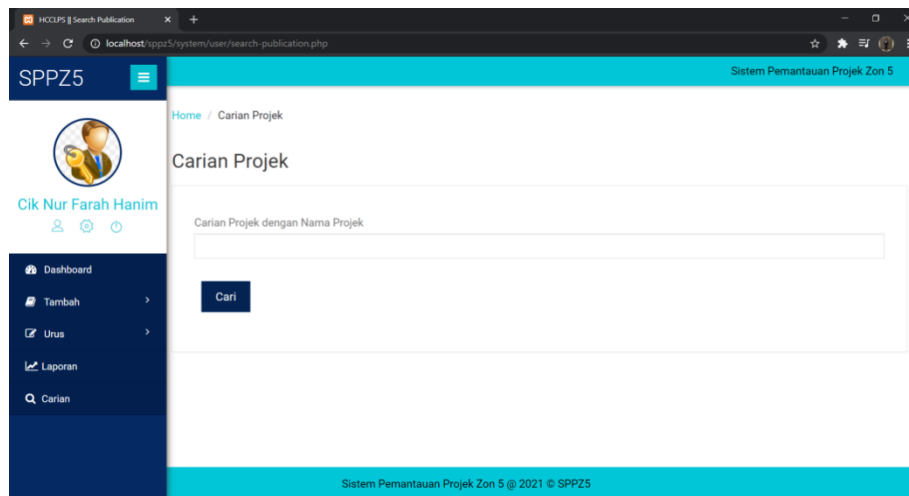 HCCLPS || Search Publication
localhost/sppz5/system/user/search-publication.php
SPPZ5
Sistem Pemantauan Projek Zon 5
Home / Carian Projek
Carian Projek
Cik Nur Farah Hanim
Carian Projek dengan Nama Projek
Cari
Dashboard
Tambah
Urus
Laporan
Carian
Sistem Pemantauan Projek Zon 5 @ 2021 © SPPZ5